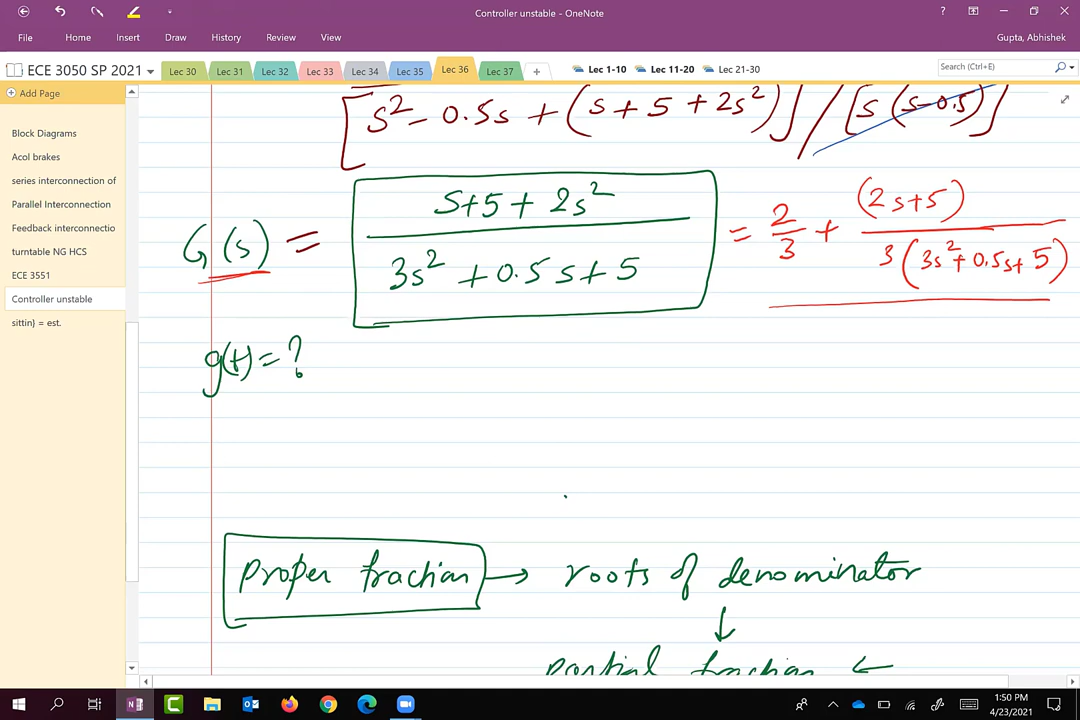 Controller unstable - OneNote
Gupta, Abhishek
File Home Insert Draw History Review View
ECE 3050 SP 2021
Lec 30 Lec 31 Lec 32 Lec 33 Lec 34 Lec 35 Lec 36 Lec 37 + Lec 1-10 Lec 11-20 Lec 21-30
Search (Ctrl+E)
Add Page
Block Diagrams
Acol brakes
series interconnection of
Parallel Interconnection
Feedback interconnectio
turntable NG HCS
ECE 3551
Controller unstable
sittin} = est.
[s² - 0.5s + (s + 5 + 2s²)] / [s(s-0.5)]
G(s) = (s+5+2s²) / (3s² + 0.5s + 5) = 2/3 + (2s+5) / 3(3s²+0.5s+5)
g(t) = ?
proper fraction → roots of denominator
↓
partial fraction ←
1:50 PM
4/23/2021